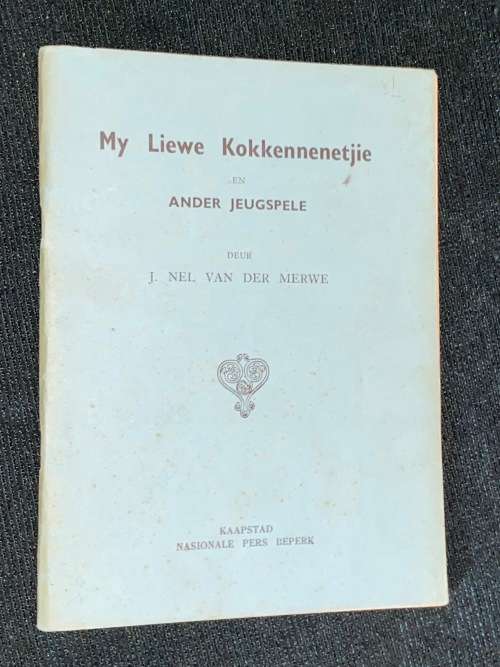 My Liewe Kokkennenetjie
EN
ANDER JEUGSPELE
DEUR
J. NEL VAN DER MERWE
KAAPSTAD
NASIONALE PERS BEPERK